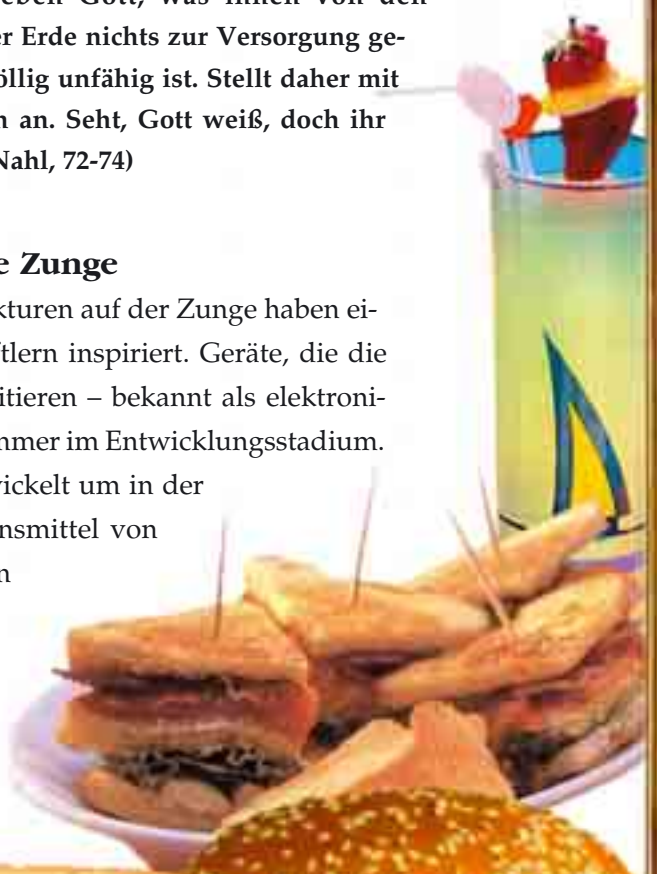 eben Gott, was ihnen von den
er Erde nichts zur Versorgung ge-
öllig unfähig ist. Stellt daher mit
n an. Seht, Gott weiß, doch ihr
Nahl, 72-74)
e Zunge
kturen auf der Zunge haben ei-
tlern inspiriert. Geräte, die die
itieren – bekannt als elektroni-
mmer im Entwicklungsstadium.
wickelt um in der
nsmittel von
n